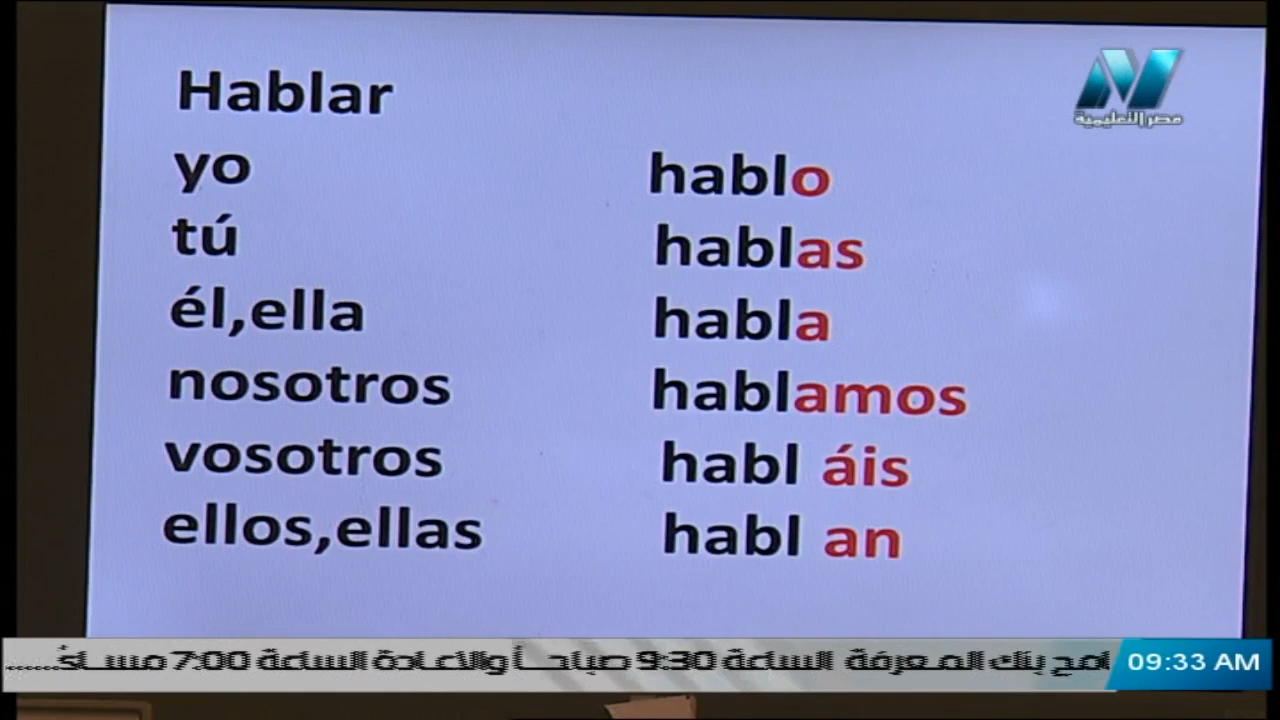 Hablar
yo hablo
tú hablas
él,ella habla
nosotros hablamos
vosotros habl áis
ellos,ellas habl an
مصر التعليمية
امج بنك المعرفة الساعة 9:30 صباحاً والاعادة الساعة 7:00 مساءً......
09:33 AM